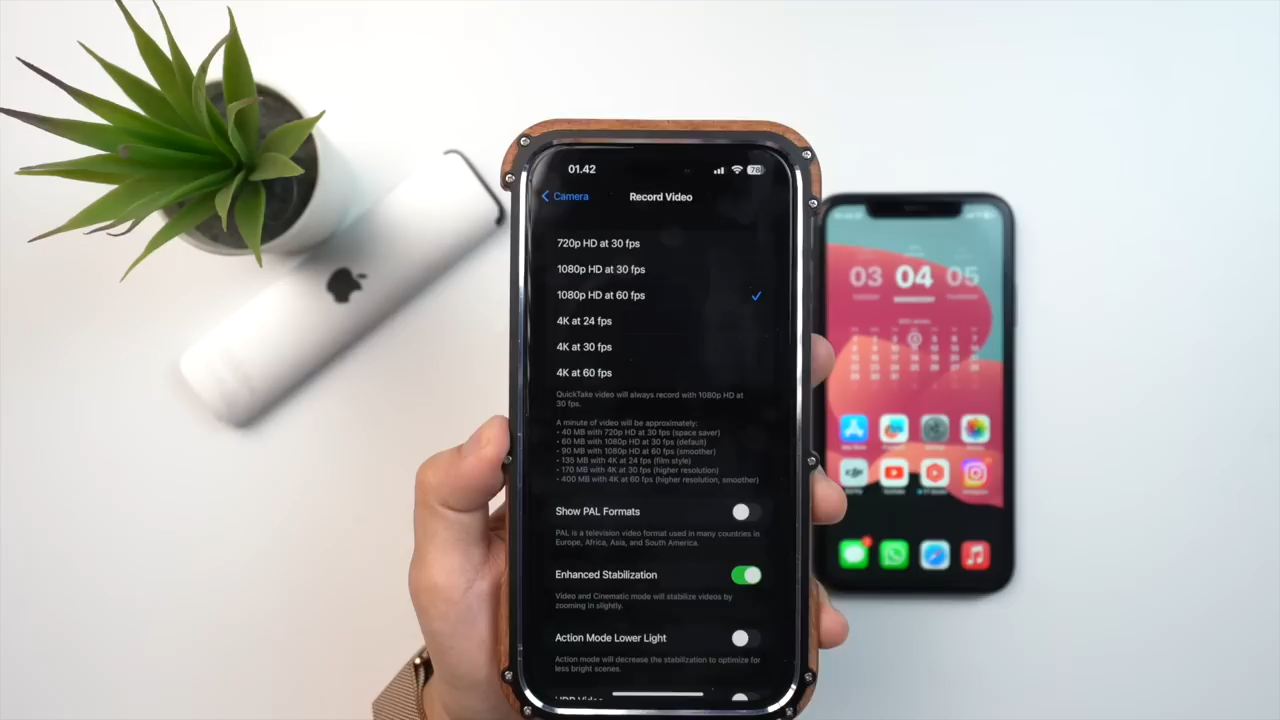 01.42
78
Camera
Record Video
720p HD at 30 fps
1080p HD at 30 fps
1080p HD at 60 fps
4K at 24 fps
4K at 30 fps
4K at 60 fps
QuickTake video will always record with 1080p HD at
30 fps.
A minute of video will be approximately:
• 40 MB with 720p HD at 30 fps (space saver)
• 60 MB with 1080p HD at 30 fps (default)
• 90 MB with 1080p HD at 60 fps (smoother)
• 135 MB with 4K at 24 fps (film style)
• 170 MB with 4K at 30 fps (higher resolution)
• 400 MB with 4K at 60 fps (higher resolution, smoother)
Show PAL Formats
PAL is a television video format used in many countries in
Europe, Africa, Asia, and South America.
Enhanced Stabilization
Video and Cinematic mode will stabilize videos by
zooming in slightly.
Action Mode Lower Light
Action mode will decrease the stabilization to optimize for
less bright scenes.
HDR Video
03 04 05